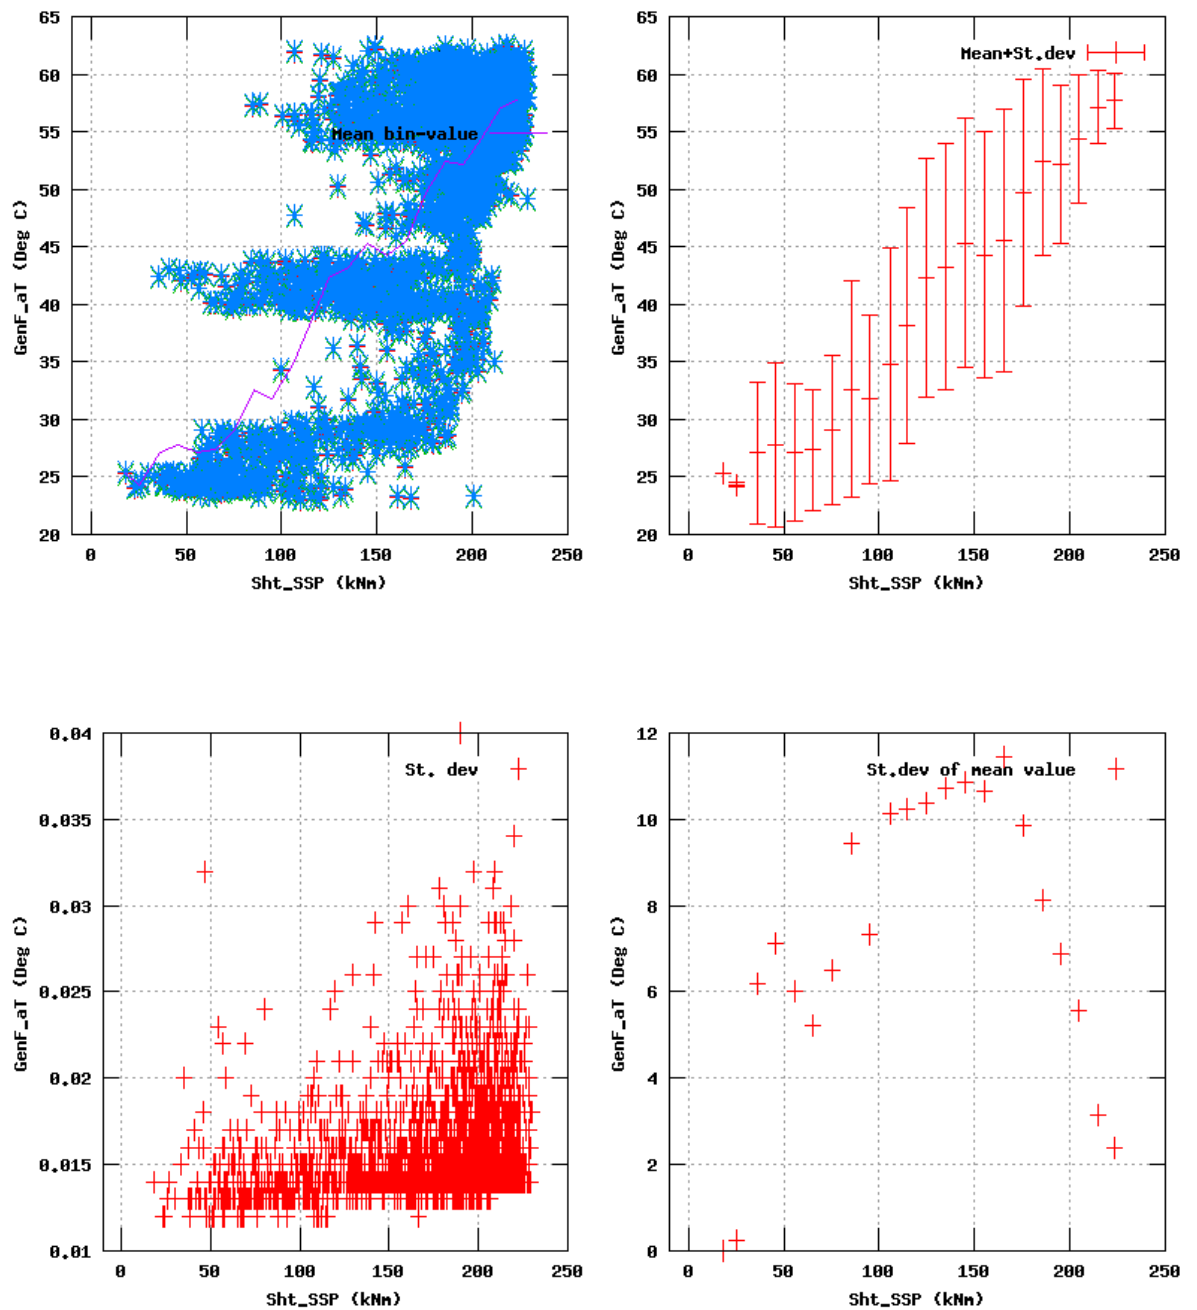 65
60
55
50
45
40
35
30
25
20
GenF_aT (Deg C)
Mean bin-value
0 50 100 150 200 250
Sht_SSP (kNm)
65
60
55
50
45
40
35
30
25
20
GenF_aT (Deg C)
Mean+St.dev
0 50 100 150 200 250
Sht_SSP (kNm)
0.04
0.035
0.03
0.025
0.02
0.015
0.01
GenF_aT (Deg C)
St. dev
0 50 100 150 200 250
Sht_SSP (kNm)
12
10
8
6
4
2
0
GenF_aT (Deg C)
St.dev of mean value
0 50 100 150 200 250
Sht_SSP (kNm)